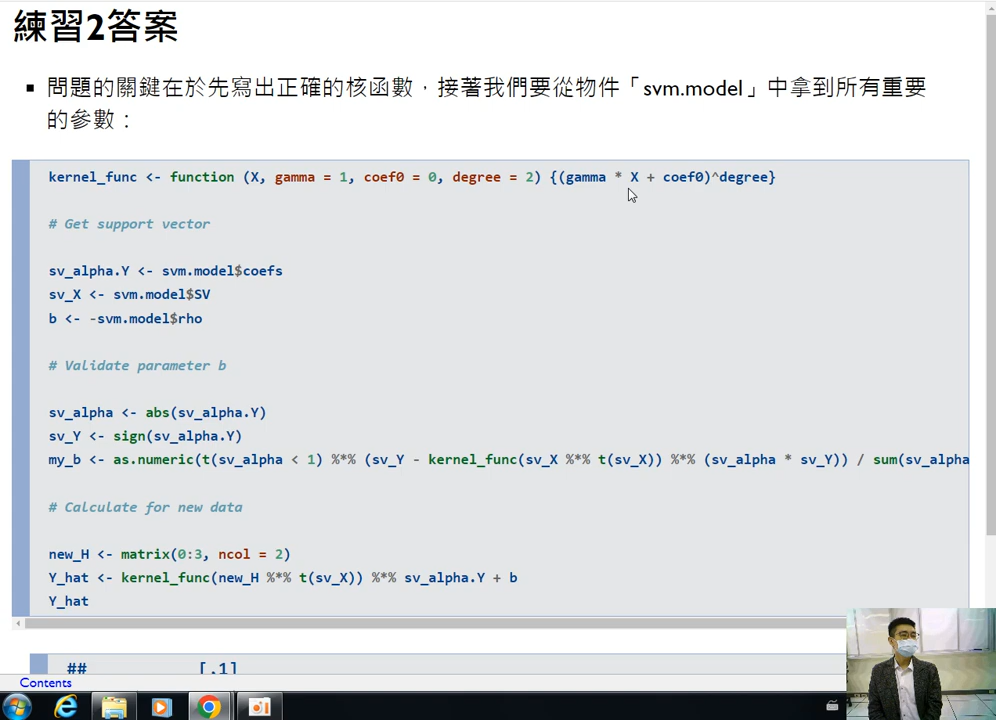 練習2答案
▪ 問題的關鍵在於先寫出正確的核函數，接著我們要從物件「svm.model」中拿到所有重要
的參數：
kernel_func <- function (X, gamma = 1, coef0 = 0, degree = 2) {(gamma * X + coef0)^degree}
# Get support vector
sv_alpha.Y <- svm.model$coefs
sv_X <- svm.model$SV
b <- -svm.model$rho
# Validate parameter b
sv_alpha <- abs(sv_alpha.Y)
sv_Y <- sign(sv_alpha.Y)
my_b <- as.numeric(t(sv_alpha < 1) %*% (sv_Y - kernel_func(sv_X %*% t(sv_X)) %*% (sv_alpha * sv_Y)) / sum(sv_alpha
# Calculate for new data
new_H <- matrix(0:3, ncol = 2)
Y_hat <- kernel_func(new_H %*% t(sv_X)) %*% sv_alpha.Y + b
Y_hat
## [,1]
Contents